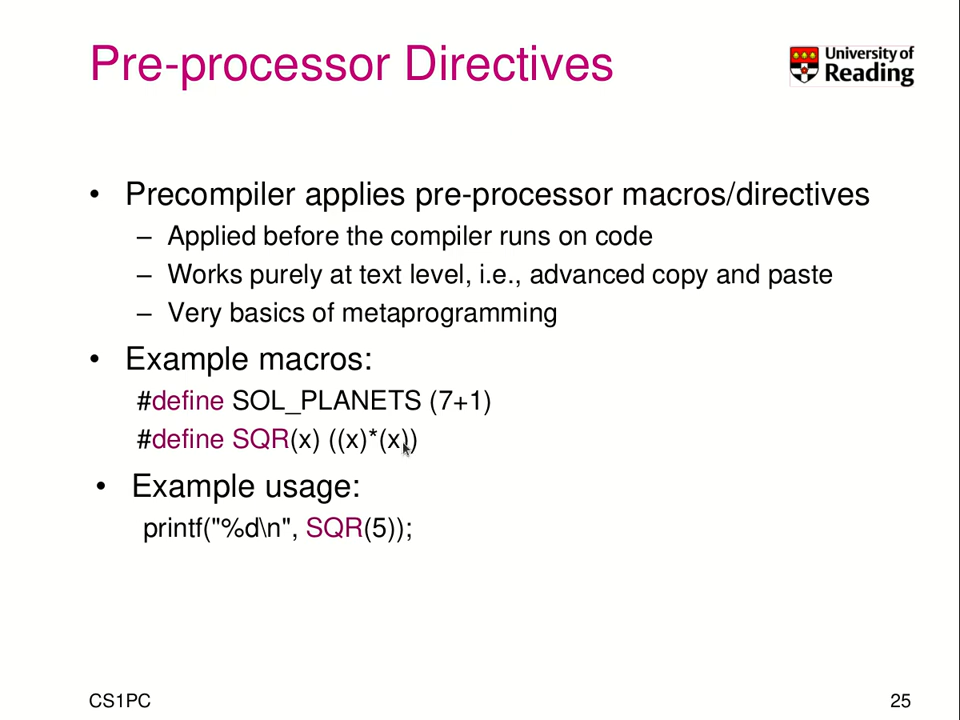 Pre-processor Directives
University of
Reading
• Precompiler applies pre-processor macros/directives
– Applied before the compiler runs on code
– Works purely at text level, i.e., advanced copy and paste
– Very basics of metaprogramming
• Example macros:
#define SOL_PLANETS (7+1)
#define SQR(x) ((x)*(x))
• Example usage:
printf("%d\n", SQR(5));
CS1PC
25